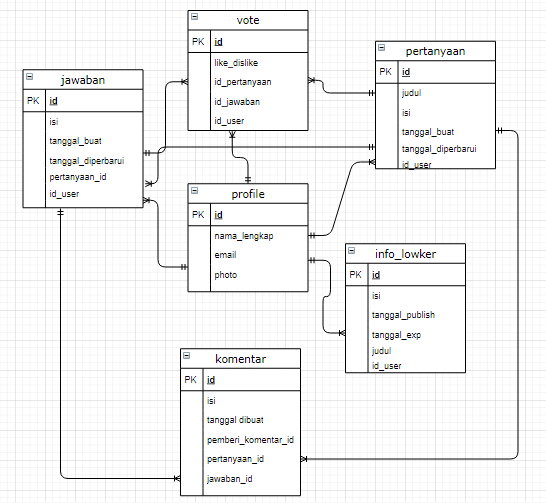 vote
PK id
like_dislike
id_pertanyaan
id_jawaban
id_user
pertanyaan
PK id
judul
isi
tanggal_buat
tanggal_diperbarui
id_user
jawaban
PK id
isi
tanggal_buat
tanggal_diperbarui
pertanyaan_id
id_user
profile
PK id
nama_lengkap
email
photo
info_lowker
PK id
isi
tanggal_publish
tanggal_exp
judul
id_user
komentar
PK id
isi
tanggal dibuat
pemberi_komentar_id
pertanyaan_id
jawaban_id